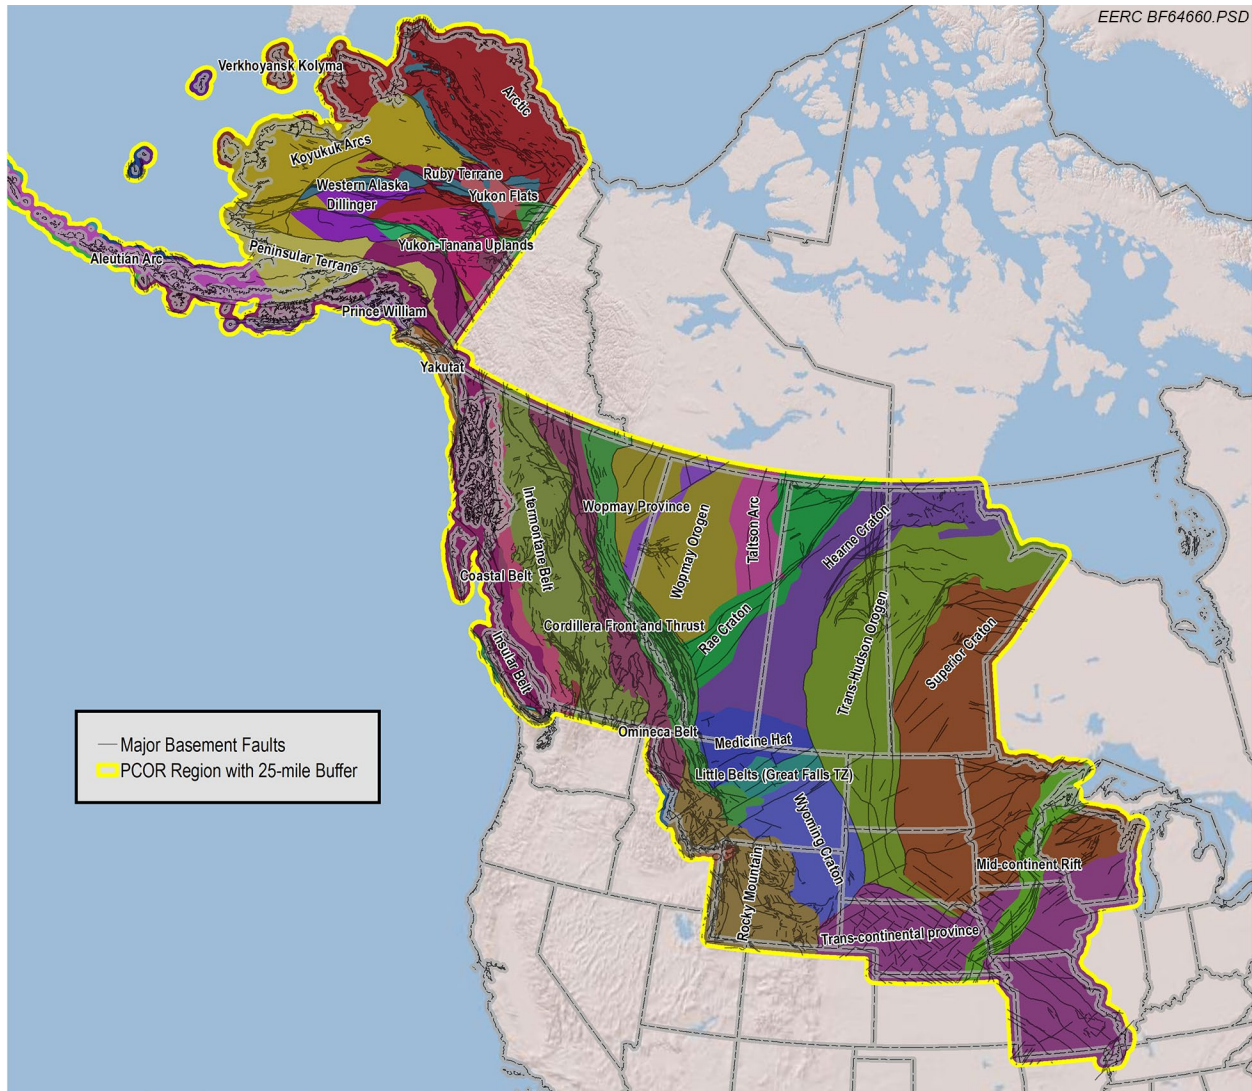 EERC BF64660.PSD
Verkhoyansk Kolyma
Arctic
Koyukuk Arcs
Ruby Terrane
Western Alaska
Yukon Flats
Dillinger
Yukon-Tanana Uplands
Peninsular Terrane
Aleutian Arc
Prince William
Yakutat
Intermontane Belt
Wopmay Province
Wopmay Orogen
Taltson Arc
Hearne Craton
Coastal Belt
Cordillera Front and Thrust
Rae Craton
Trans-Hudson Orogen
Superior Craton
Insular Belt
Omineca Belt
Medicine Hat
Little Belts (Great Falls TZ)
Wyoming Craton
Mid-continent Rift
Rocky Mountain
Trans-continental province
Major Basement Faults
PCOR Region with 25-mile Buffer